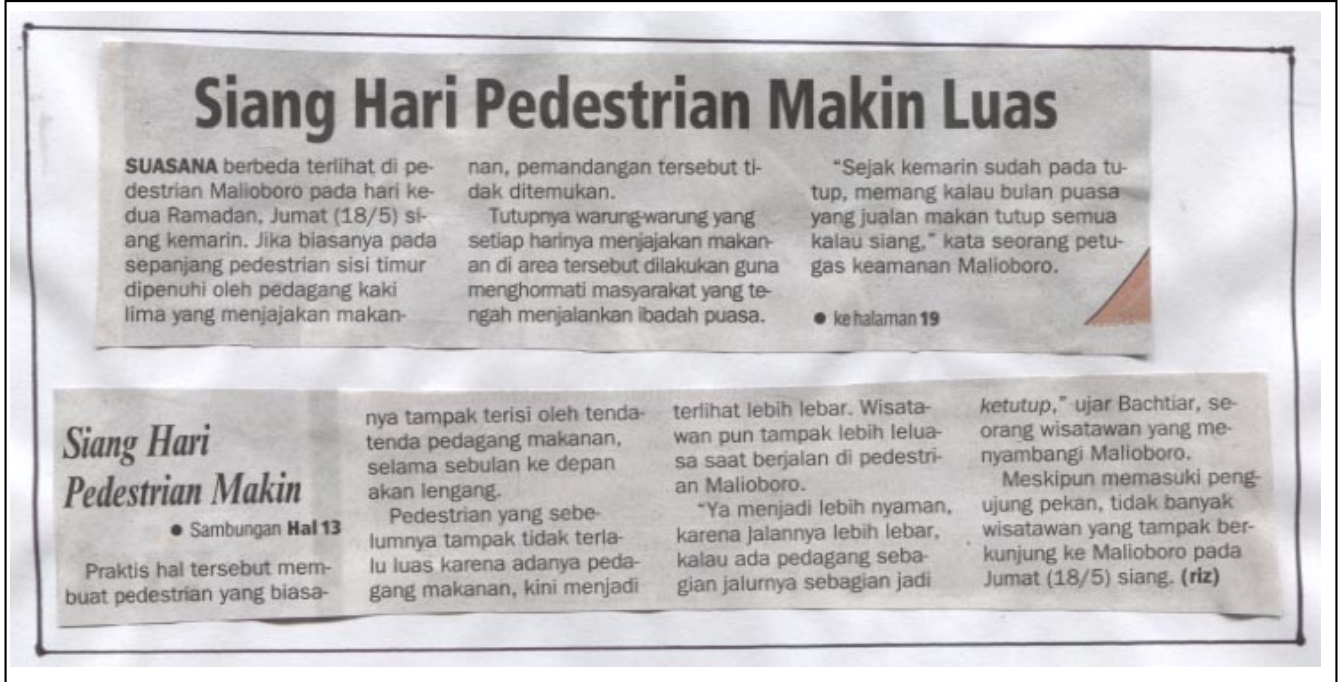 Siang Hari Pedestrian Makin Luas
SUASANA berbeda terlihat di pe-
destrian Malioboro pada hari ke-
dua Ramadan, Jumat (18/5) si-
ang kemarin. Jika biasanya pada
sepanjang pedestrian sisi timur
dipenuhi oleh pedagang kaki
lima yang menjajakan makan-
nan, pemandangan tersebut ti-
dak ditemukan.
Tutupnya warung-warung yang
setiap harinya menjajakan makan-
an di area tersebut dilakukan guna
menghormati masyarakat yang te-
ngah menjalankan ibadah puasa.
"Sejak kemarin sudah pada tu-
tup, memang kalau bulan puasa
yang jualan makan tutup semua
kalau siang," kata seorang petu-
gas keamanan Malioboro.
● ke halaman 19
Siang Hari
Pedestrian Makin
● Sambungan Hal 13
Praktis hal tersebut mem-
buat pedestrian yang biasa-
nya tampak terisi oleh tenda-
tenda pedagang makanan,
selama sebulan ke depan
akan lengang.
Pedestrian yang sebe-
lumnya tampak tidak terla-
lu luas karena adanya peda-
gang makanan, kini menjadi
terlihat lebih lebar. Wisata-
wan pun tampak lebih lelua-
sa saat berjalan di pedestri-
an Malioboro.
"Ya menjadi lebih nyaman,
karena jalannya lebih lebar,
kalau ada pedagang seba-
gian jalurnya sebagian jadi
ketutup," ujar Bachtiar, se-
orang wisatawan yang me-
nyambangi Malioboro.
Meskipun memasuki peng-
ujung pekan, tidak banyak
wisatawan yang tampak ber-
kunjung ke Malioboro pada
Jumat (18/5) siang. (riz)